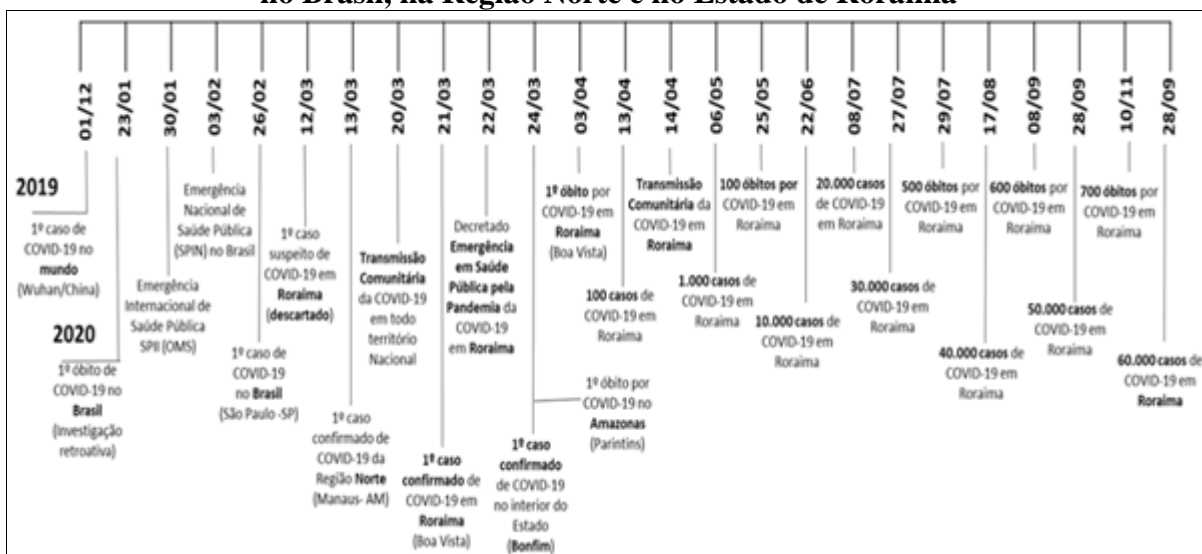 no Brasil, na Região Norte e no Estado de Roraima
01/12
23/01
30/01
03/02
26/02
12/03
13/03
20/03
21/03
22/03
24/03
03/04
13/04
14/04
06/05
25/05
22/06
08/07
27/07
29/07
17/08
08/09
28/09
10/11
28/09
2019
1º caso de
COVID-19 no
mundo
(Wuhan/China)
2020
1º óbito de
COVID-19 no
Brasil
(Investigação
retroativa)
Emergência
Internacional de
Saúde Pública
SPII (OMS)
Emergência
Nacional de
Saúde Pública
(SPIN) no Brasil
1º caso de
COVID-19
no Brasil
(São Paulo -SP)
1º caso
suspeito de
COVID-19 em
Roraima
(descartado)
1º caso
confirmado de
COVID-19 da
Região Norte
(Manaus- AM)
Transmissão
Comunitária
da COVID-19
em todo
território
Nacional
1º caso
confirmado de
COVID-19 em
Roraima
(Boa Vista)
Decretado
Emergência
em Saúde
Pública pela
Pandemia da
COVID-19
em Roraima
1º caso
confirmado
de COVID-19
no interior do
Estado
(Bonfim)
1º óbito por
COVID-19 no
Amazonas
(Parintins)
1º óbito por
COVID-19 em
Roraima
(Boa Vista)
100 casos de
COVID-19 em
Roraima
Transmissão
Comunitária da
COVID-19 em
Roraima
1.000 casos de
COVID-19 em
Roraima
100 óbitos por
COVID-19 em
Roraima
10.000 casos de
COVID-19 em
Roraima
20.000 casos
de COVID-19
em Roraima
30.000 casos de
COVID-19 em
Roraima
500 óbitos por
COVID-19 em
Roraima
40.000 casos de
COVID-19 em
Roraima
600 óbitos por
COVID-19 em
Roraima
50.000 casos de
COVID-19 em
Roraima
700 óbitos por
COVID-19 em
Roraima
60.000 casos de
COVID-19 em
Roraima